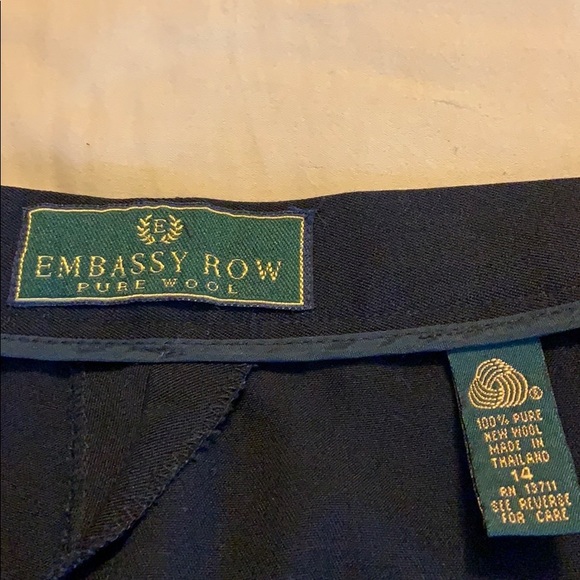 E
EMBASSY ROW
PURE WOOL
®
100% PURE
NEW WOOL
MADE IN
THAILAND
14
RN 13711
SEE REVERSE
FOR CARE